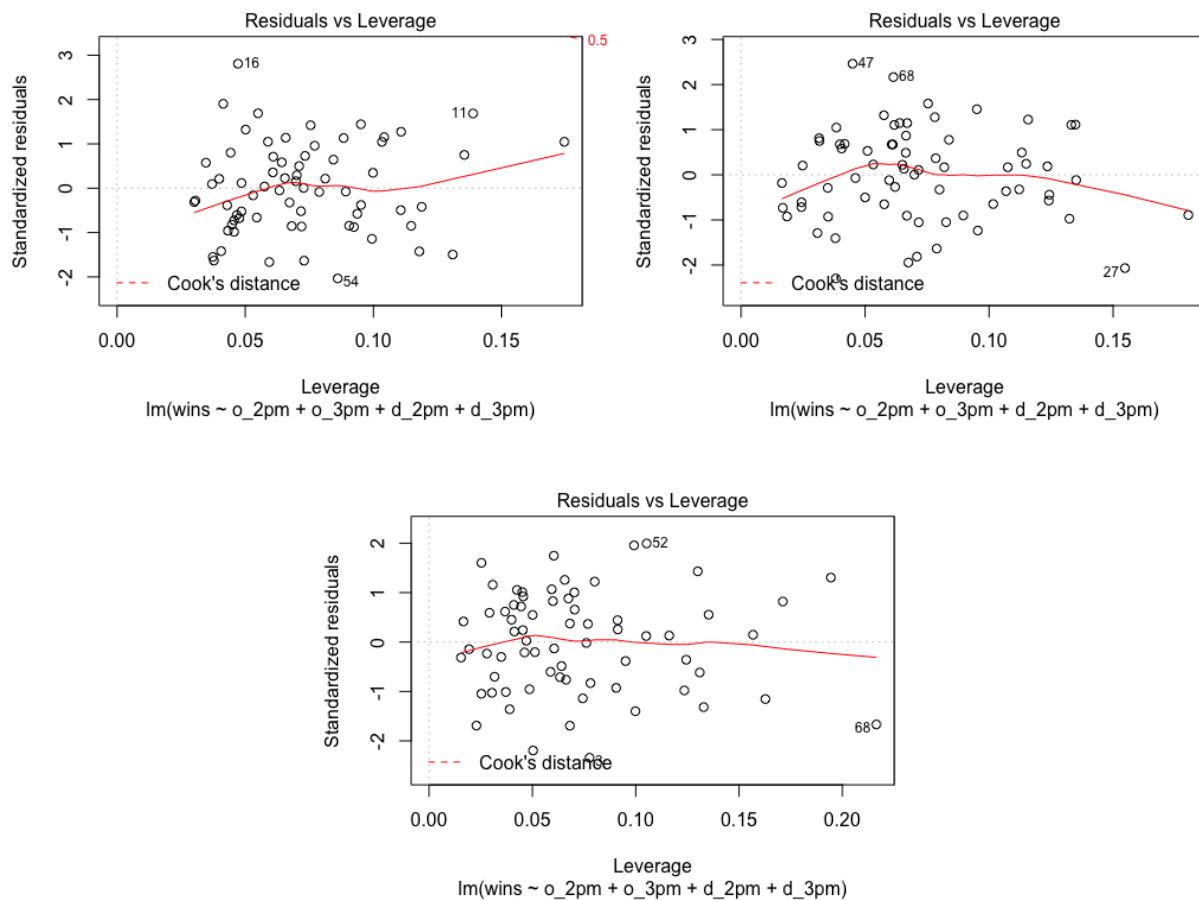 Residuals vs Leverage
0.5
Standardized residuals
3
2
1
0
-1
-2
16
11
54
Cook's distance
0.00 0.05 0.10 0.15
Leverage
lm(wins ~ o_2pm + o_3pm + d_2pm + d_3pm)
Residuals vs Leverage
Standardized residuals
3
2
1
0
-1
-2
47
68
27
Cook's distance
0.00 0.05 0.10 0.15
Leverage
lm(wins ~ o_2pm + o_3pm + d_2pm + d_3pm)
Residuals vs Leverage
Standardized residuals
2
1
0
-1
-2
52
68
3
Cook's distance
0.00 0.05 0.10 0.15 0.20
Leverage
lm(wins ~ o_2pm + o_3pm + d_2pm + d_3pm)